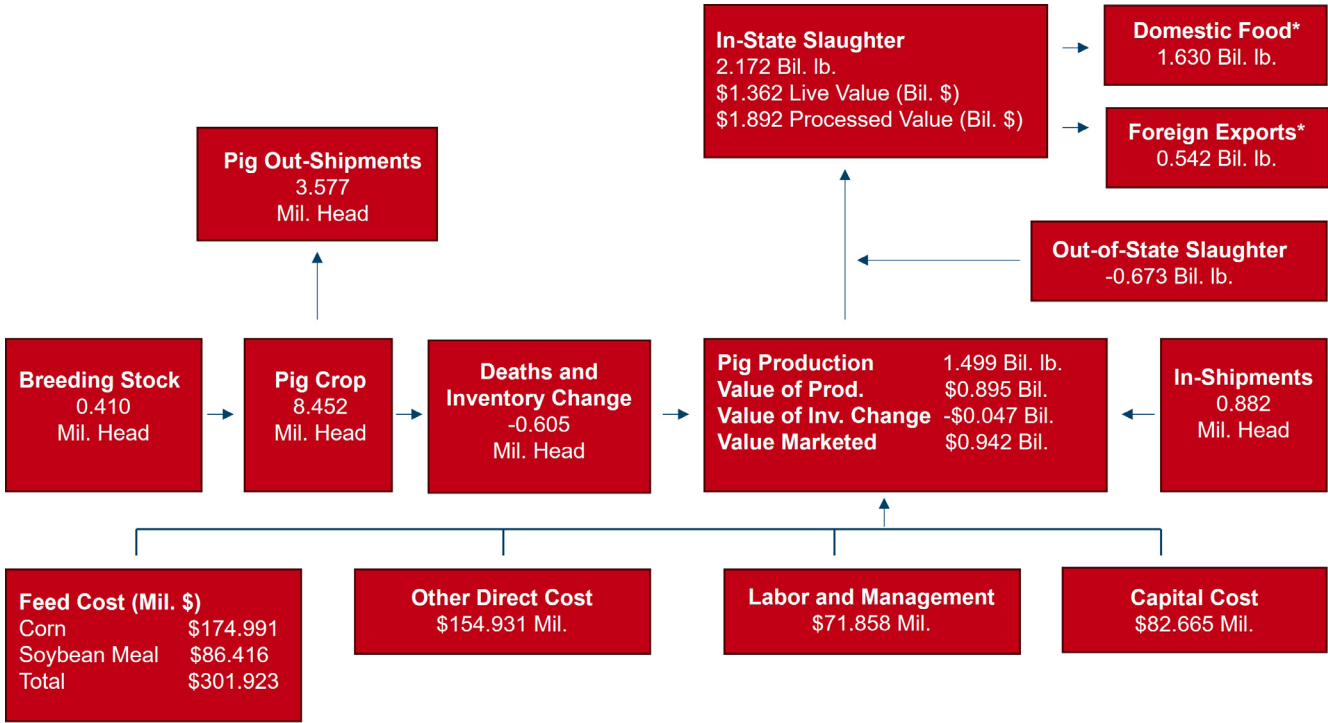 In-State Slaughter
2.172 Bil. lb.
$1.362 Live Value (Bil. $)
$1.892 Processed Value (Bil. $)
Domestic Food*
1.630 Bil. lb.
Foreign Exports*
0.542 Bil. lb.
Pig Out-Shipments
3.577
Mil. Head
Out-of-State Slaughter
-0.673 Bil. lb.
Breeding Stock
0.410
Mil. Head
Pig Crop
8.452
Mil. Head
Deaths and
Inventory Change
-0.605
Mil. Head
Pig Production 1.499 Bil. lb.
Value of Prod. $0.895 Bil.
Value of Inv. Change -$0.047 Bil.
Value Marketed $0.942 Bil.
In-Shipments
0.882
Mil. Head
Feed Cost (Mil. $)
Corn $174.991
Soybean Meal $86.416
Total $301.923
Other Direct Cost
$154.931 Mil.
Labor and Management
$71.858 Mil.
Capital Cost
$82.665 Mil.